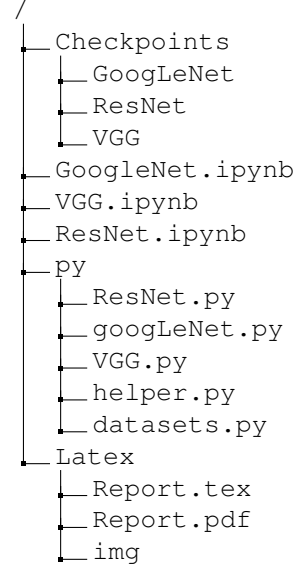 /
Checkpoints
GoogLeNet
ResNet
VGG
GoogleNet.ipynb
VGG.ipynb
ResNet.ipynb
py
ResNet.py
googLeNet.py
VGG.py
helper.py
datasets.py
Latex
Report.tex
Report.pdf
img